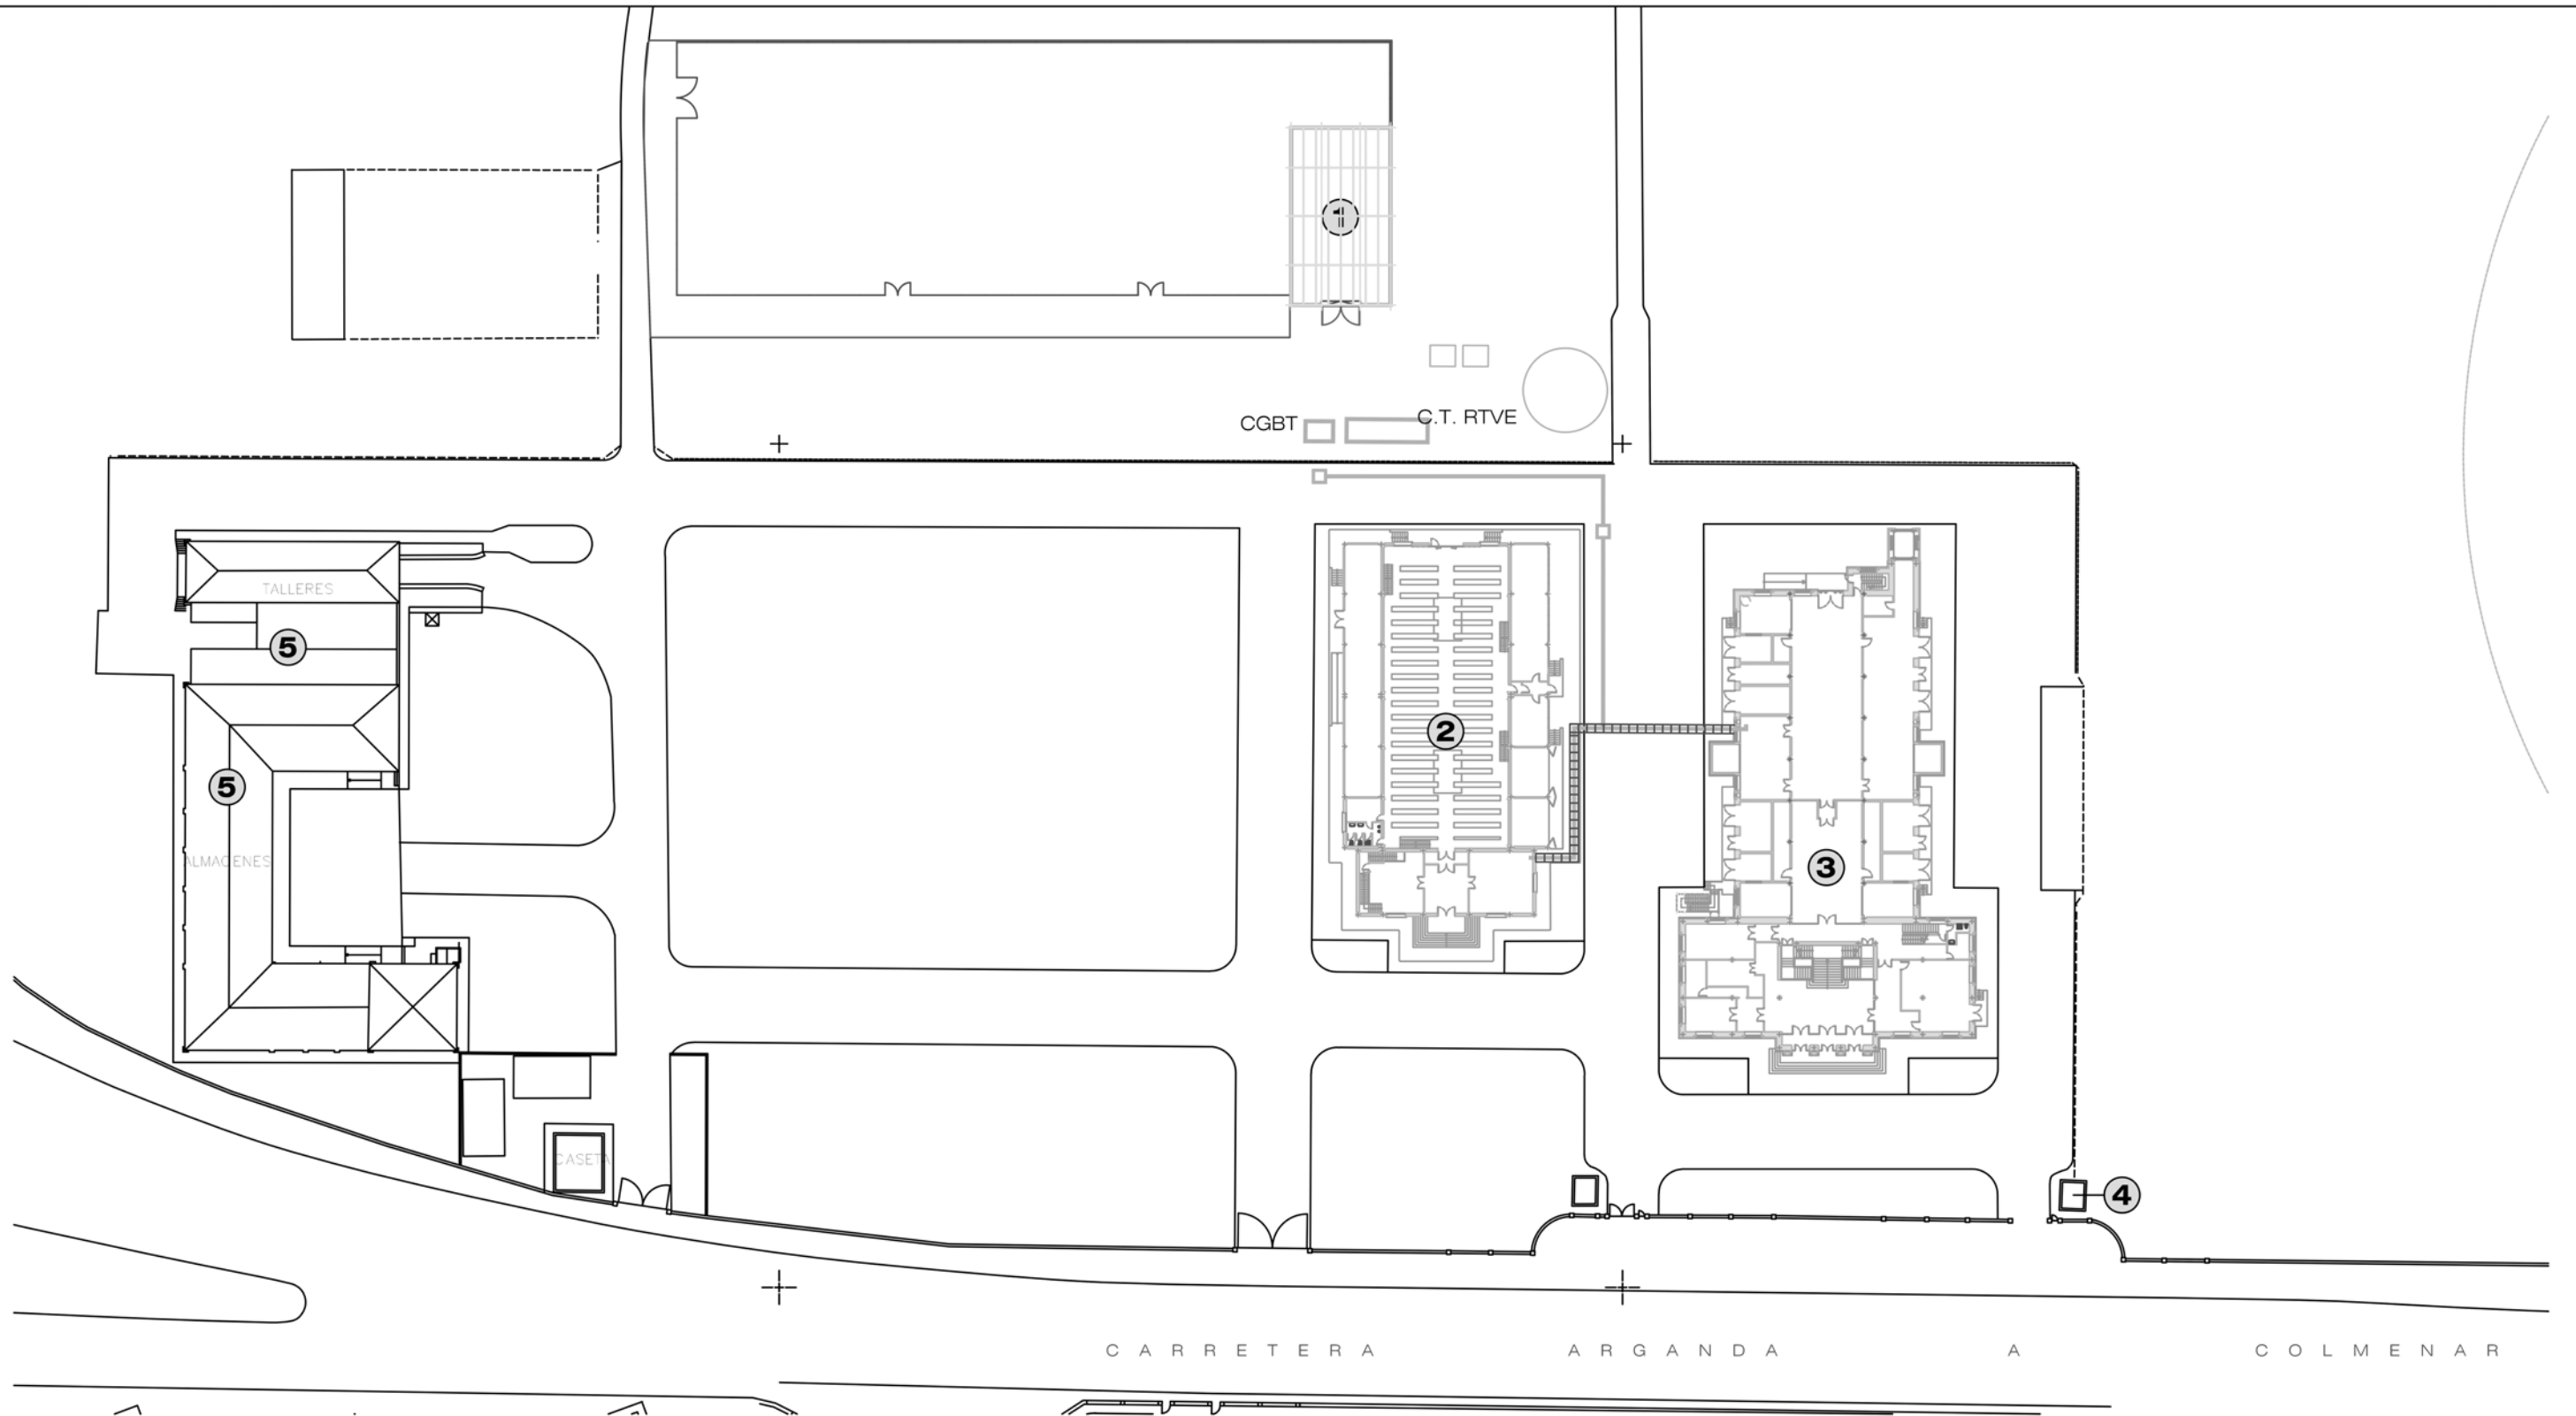 CGBT
C.T. RTVE
TALLERES
5
2
5
ALMACENES
3
CASETA
4
CARRETERA ARGANDA A COLMENAR